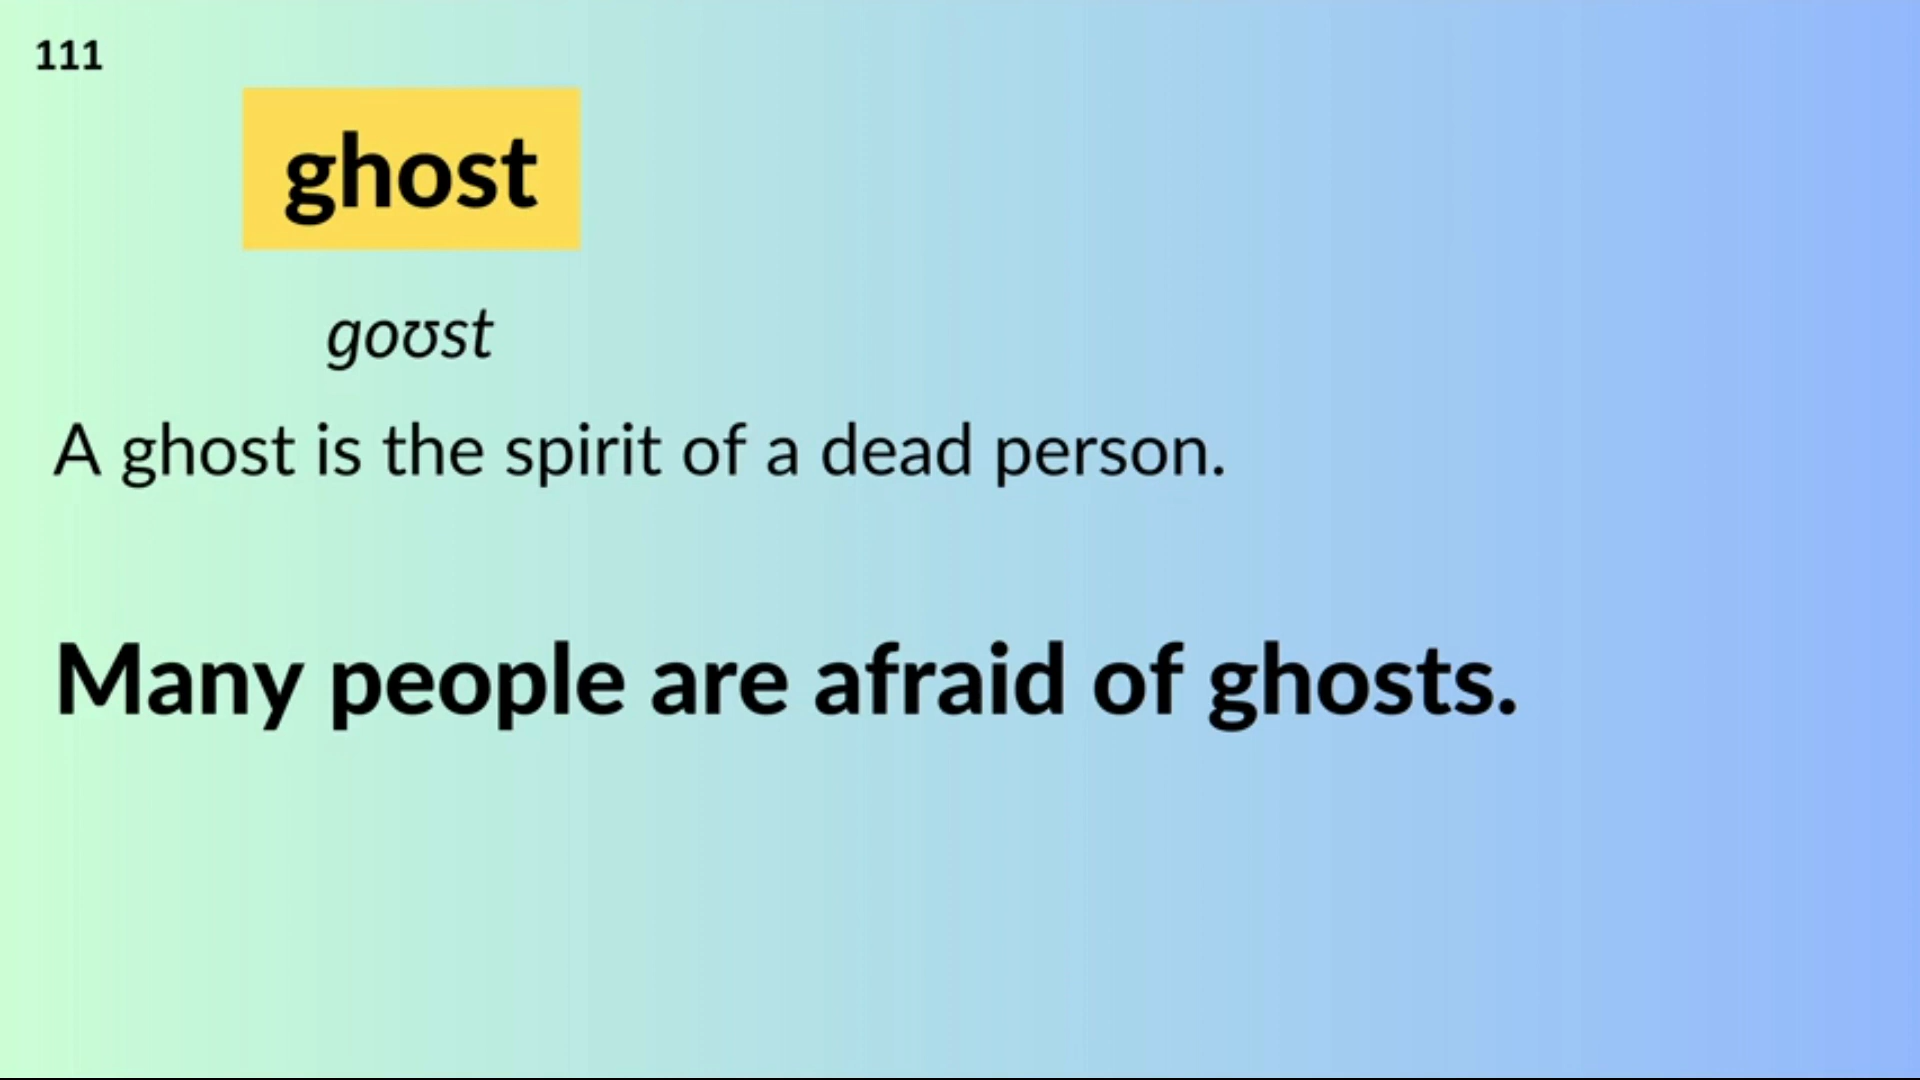 111
ghost
goʊst
A ghost is the spirit of a dead person.
Many people are afraid of ghosts.